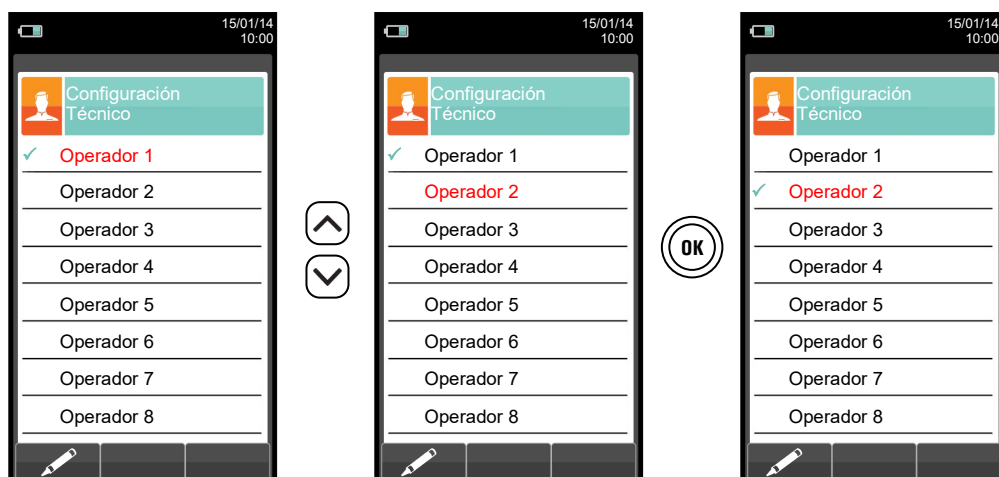 15/01/14
10:00
Configuración
Técnico
Operador 1
Operador 2
Operador 3
Operador 4
Operador 5
Operador 6
Operador 7
Operador 8
15/01/14
10:00
Configuración
Técnico
Operador 1
Operador 2
Operador 3
Operador 4
Operador 5
Operador 6
Operador 7
Operador 8
OK
15/01/14
10:00
Configuración
Técnico
Operador 1
Operador 2
Operador 3
Operador 4
Operador 5
Operador 6
Operador 7
Operador 8